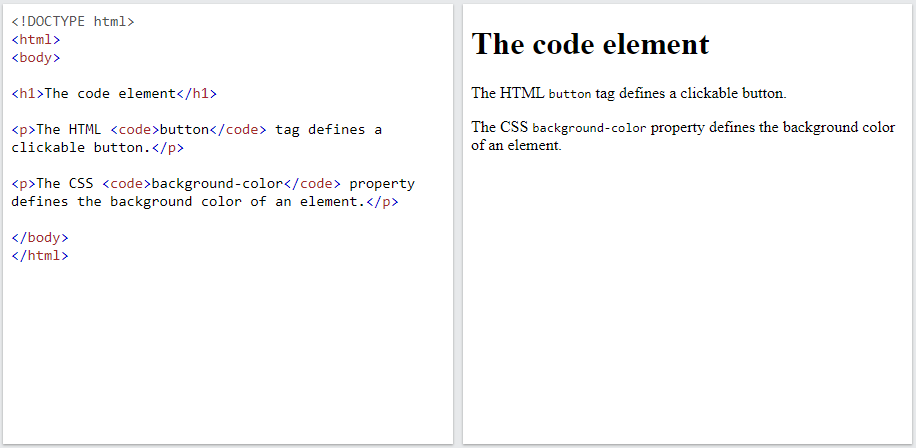 <!DOCTYPE html>
<html>
<body>
<h1>The code element</h1>
<p>The HTML <code>button</code> tag defines a
clickable button.</p>
<p>The CSS <code>background-color</code> property
defines the background color of an element.</p>
</body>
</html>
The code element
The HTML button tag defines a clickable button.
The CSS background-color property defines the background color
of an element.